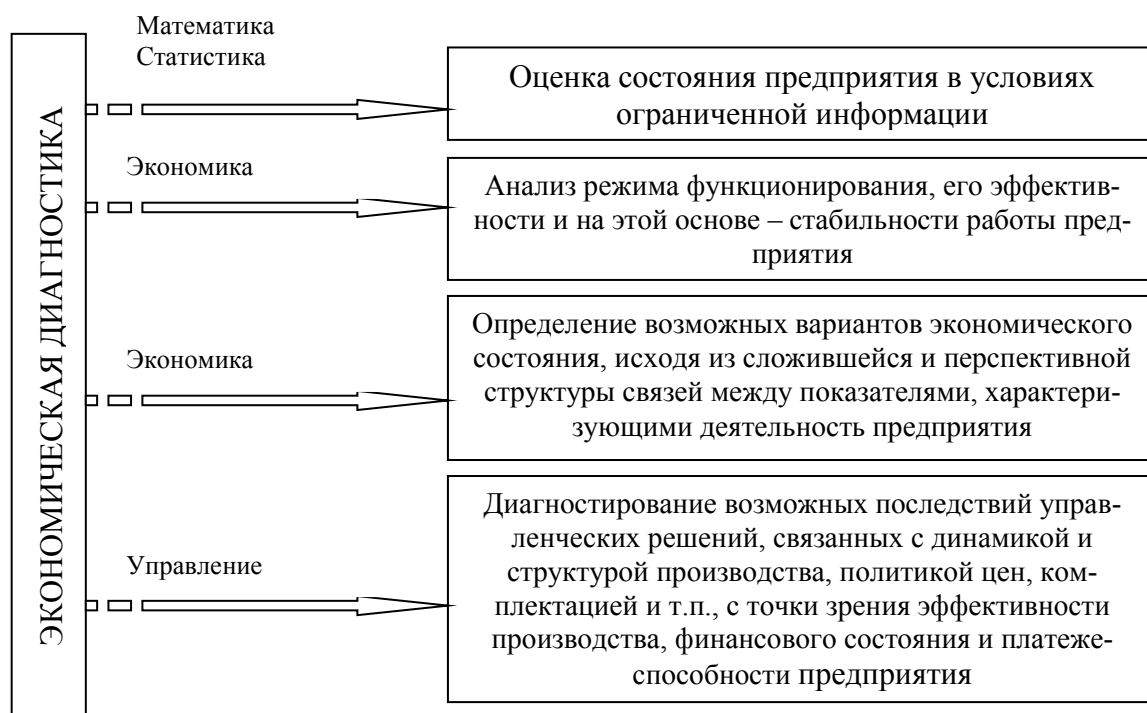 ЭКОНОМИЧЕСКАЯ ДИАГНОСТИКА
Математика
Статистика
Оценка состояния предприятия в условиях
ограниченной информации
Экономика
Анализ режима функционирования, его эффектив-
ности и на этой основе – стабильности работы пред-
приятия
Экономика
Определение возможных вариантов экономического
состояния, исходя из сложившейся и перспективной
структуры связей между показателями, характери-
зующими деятельность предприятия
Управление
Диагностирование возможных последствий управ-
ленческих решений, связанных с динамикой и
структурой производства, политикой цен, ком-
плектацией и т.п., с точки зрения эффективности
производства, финансового состояния и платеже-
способности предприятия